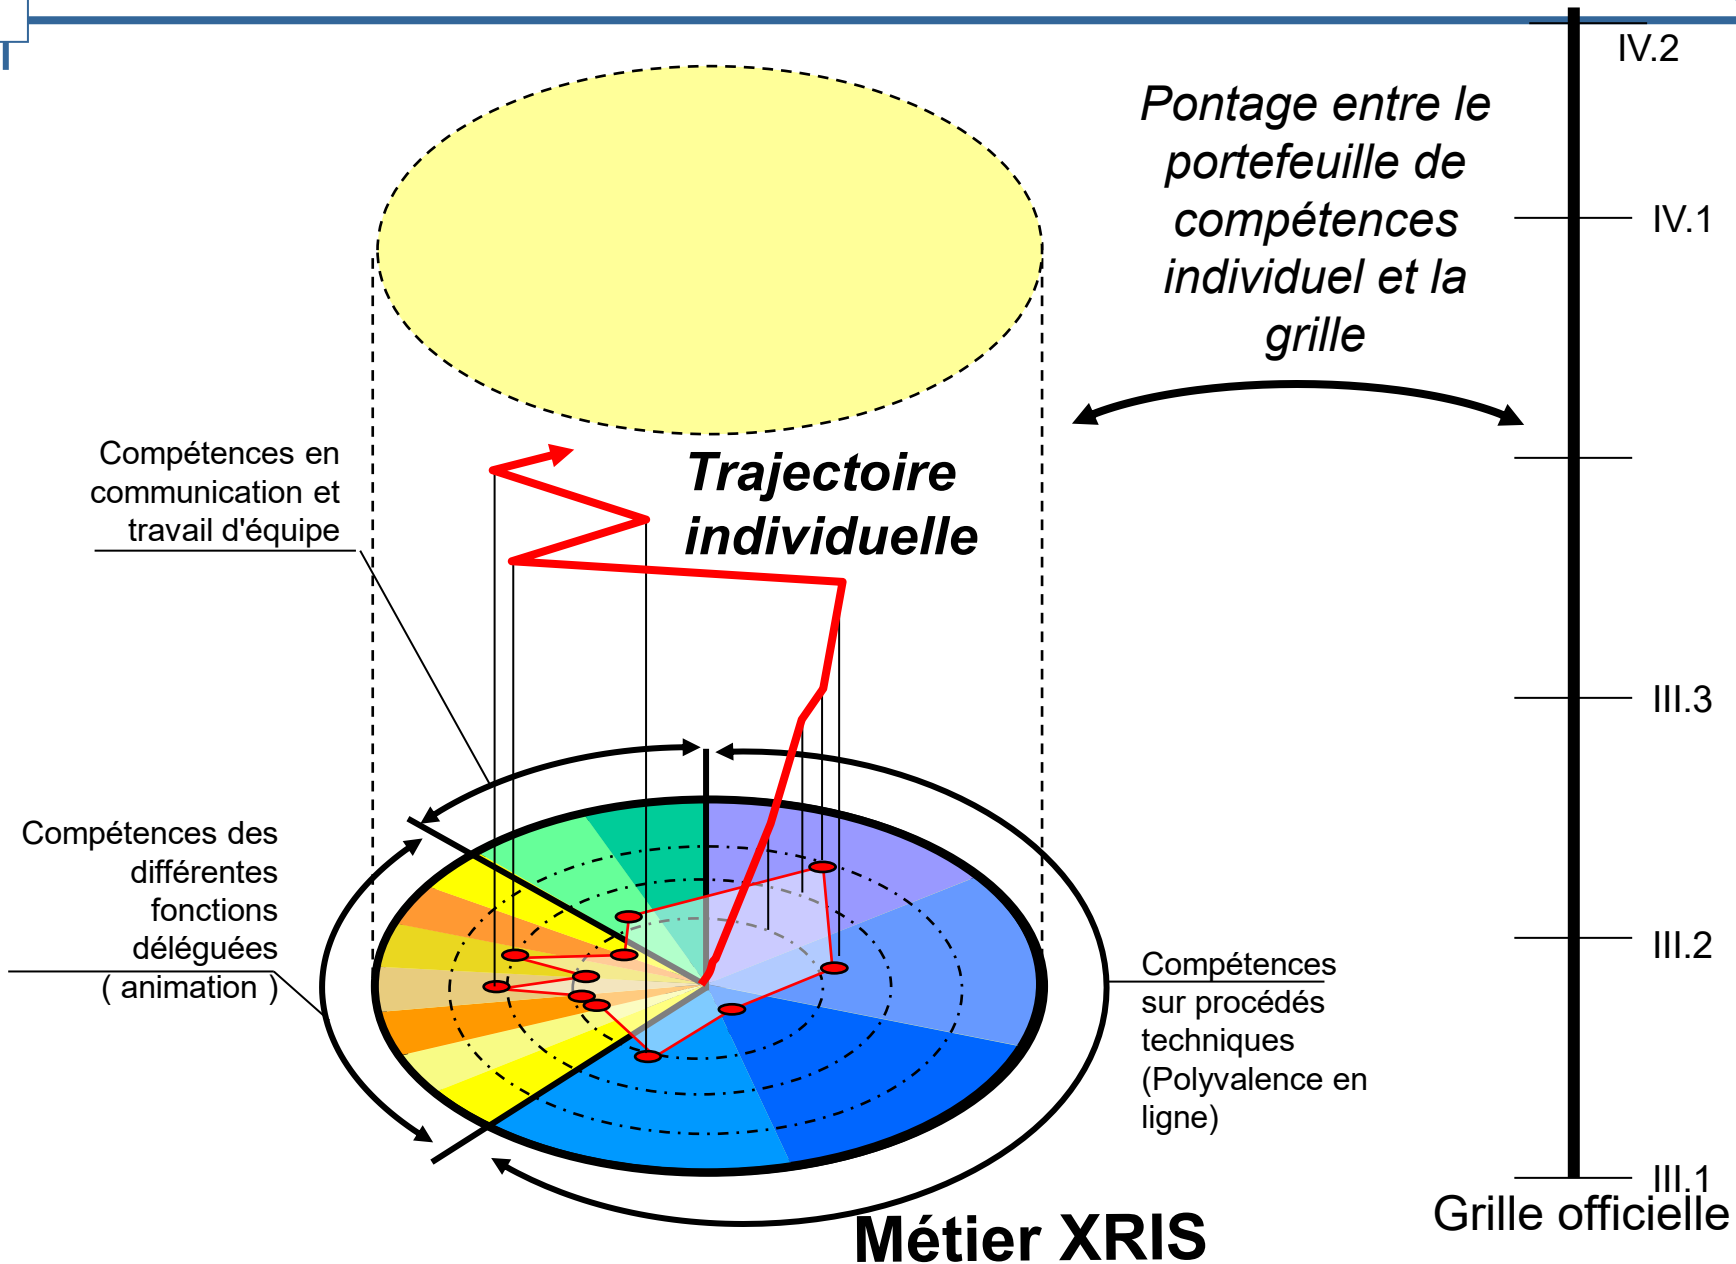 IV.2
Pontage entre le
portefeuille de
compétences
individuel et la
grille
IV.1
Compétences en
communication et
travail d'équipe
Trajectoire
individuelle
III.3
Compétences des
différentes
fonctions
déléguées
( animation )
III.2
Compétences
sur procédés
techniques
(Polyvalence en
ligne)
III.1
Grille officielle
Métier XRIS